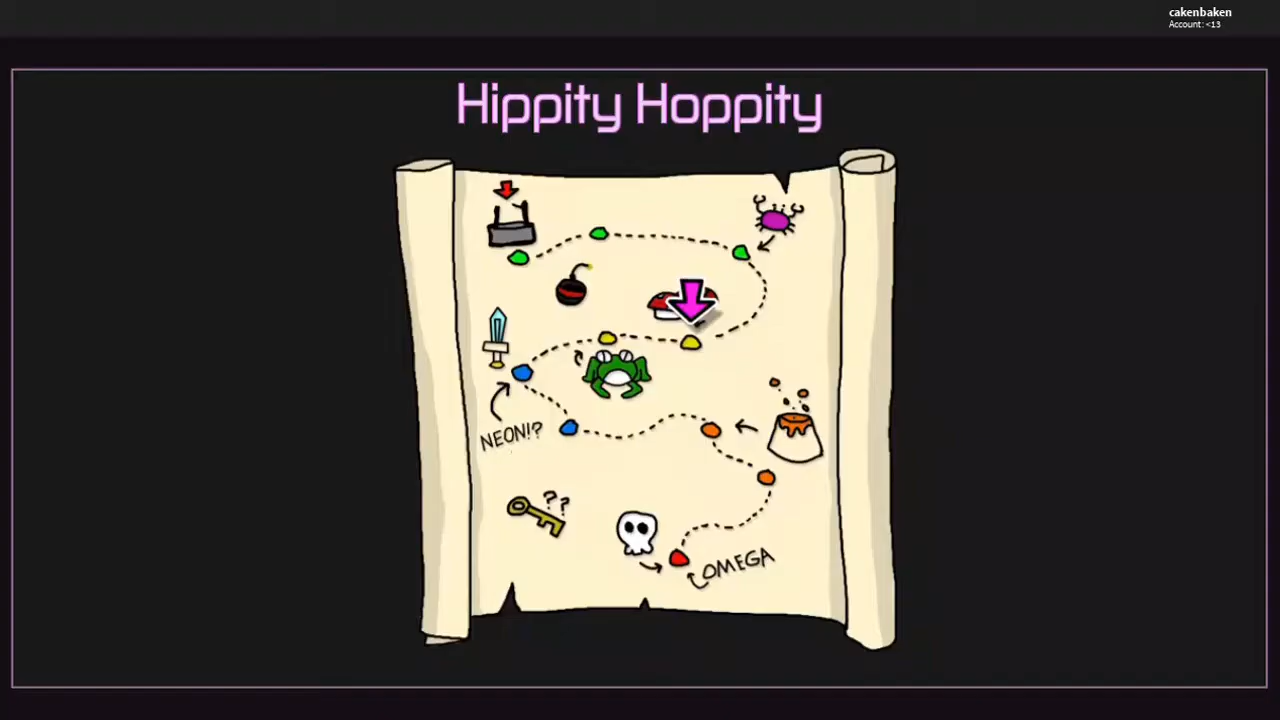 cakenbaken
Account: <13
Hippity Hoppity
NEON!?
??
OMEGA